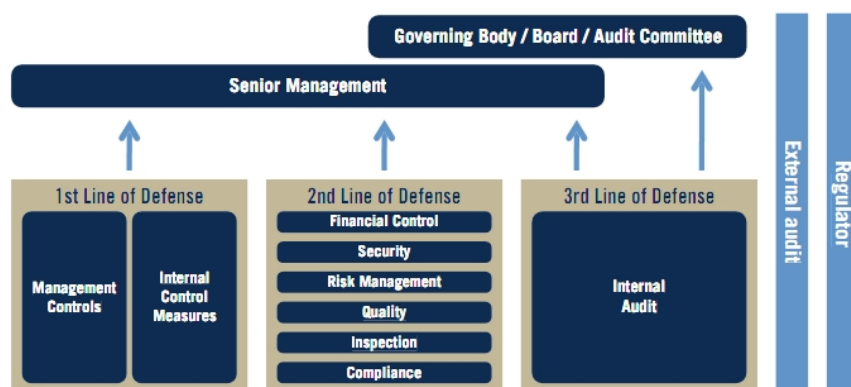 Governing Body / Board / Audit Committee
Senior Management
1st Line of Defense
Management
Controls
Internal
Control
Measures
2nd Line of Defense
Financial Control
Security
Risk Management
Quality
Inspection
Compliance
3rd Line of Defense
Internal
Audit
External audit
Regulator